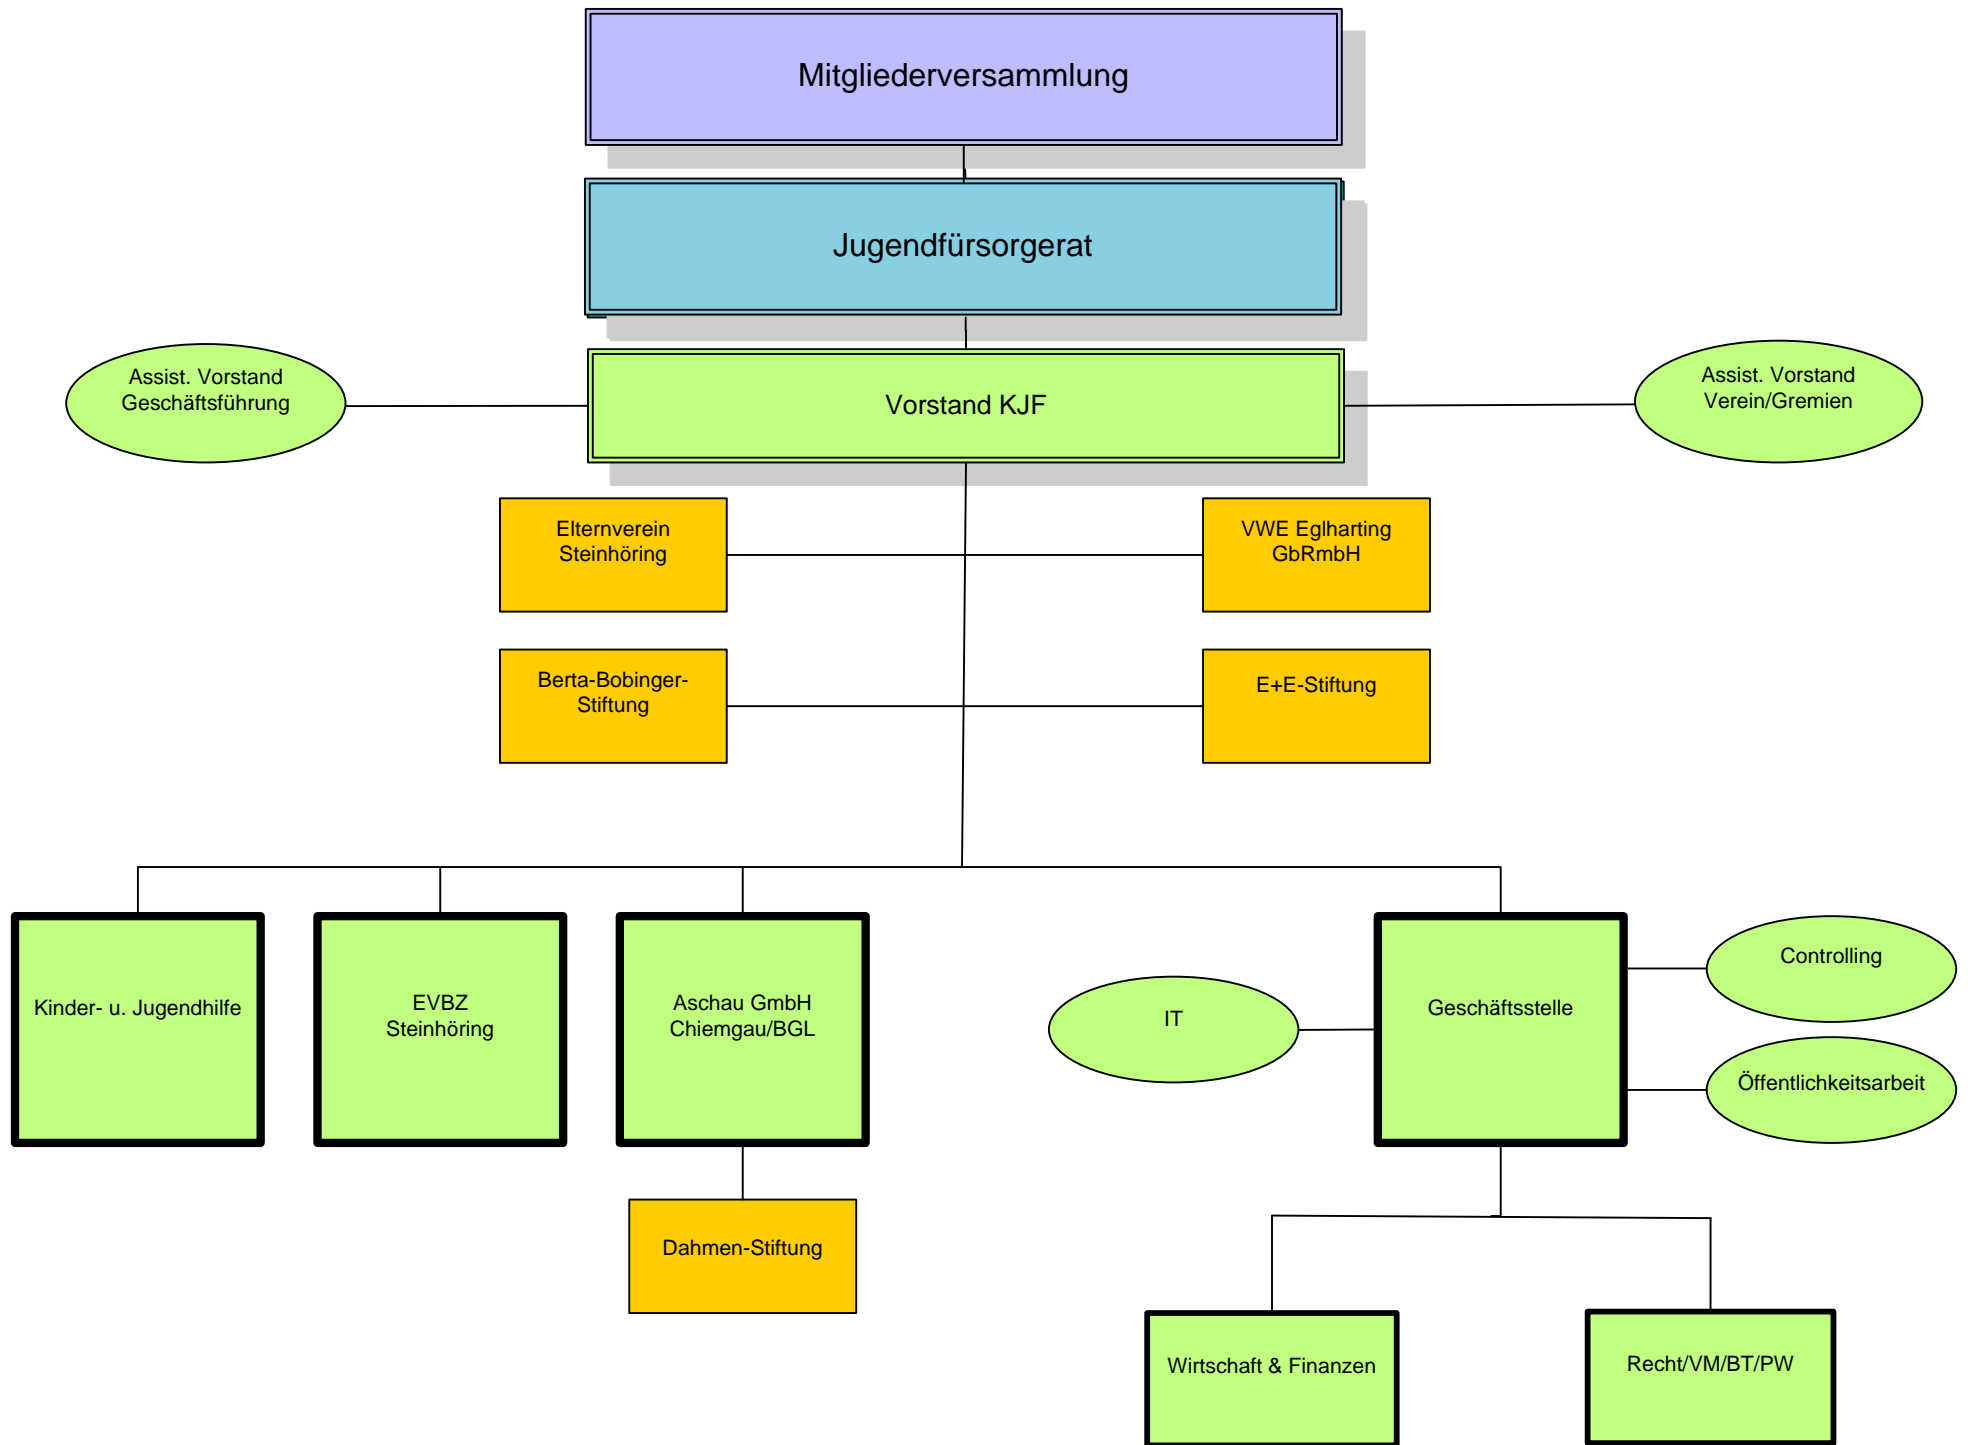 Mitgliederversammlung
Jugendfürsorgerat
Assist. Vorstand
Geschäftsführung
Vorstand KJF
Assist. Vorstand
Verein/Gremien
Elternverein
Steinhöring
VWE Eglharting
GbRmbH
Berta-Bobinger-
Stiftung
E+E-Stiftung
Kinder- u. Jugendhilfe
EVBZ
Steinhöring
Aschau GmbH
Chiemgau/BGL
IT
Geschäftsstelle
Controlling
Öffentlichkeitsarbeit
Dahmen-Stiftung
Wirtschaft & Finanzen
Recht/VM/BT/PW